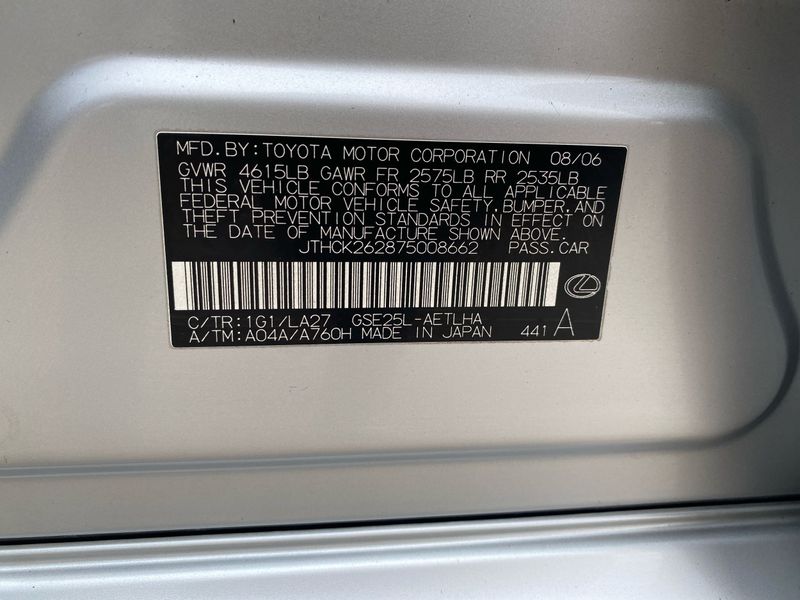 MFD.BY:TOYOTA MOTOR CORPORATION 08/06
GVWR 4615LB GAWR FR 2575LB RR 2535LB
THIS VEHICLE CONFORMS TO ALL APPLICABLE
FEDERAL MOTOR VEHICLE SAFETY,BUMPER,AND
THEFT PREVENTION STANDARDS IN EFFECT ON
THE DATE OF MANUFACTURE SHOWN ABOVE.
JTHCK262875008662 PASS.CAR
C/TR:1G1/LA27 GSE25L-AETLHA
A/TM:A04A/A760H MADE IN JAPAN 441 A